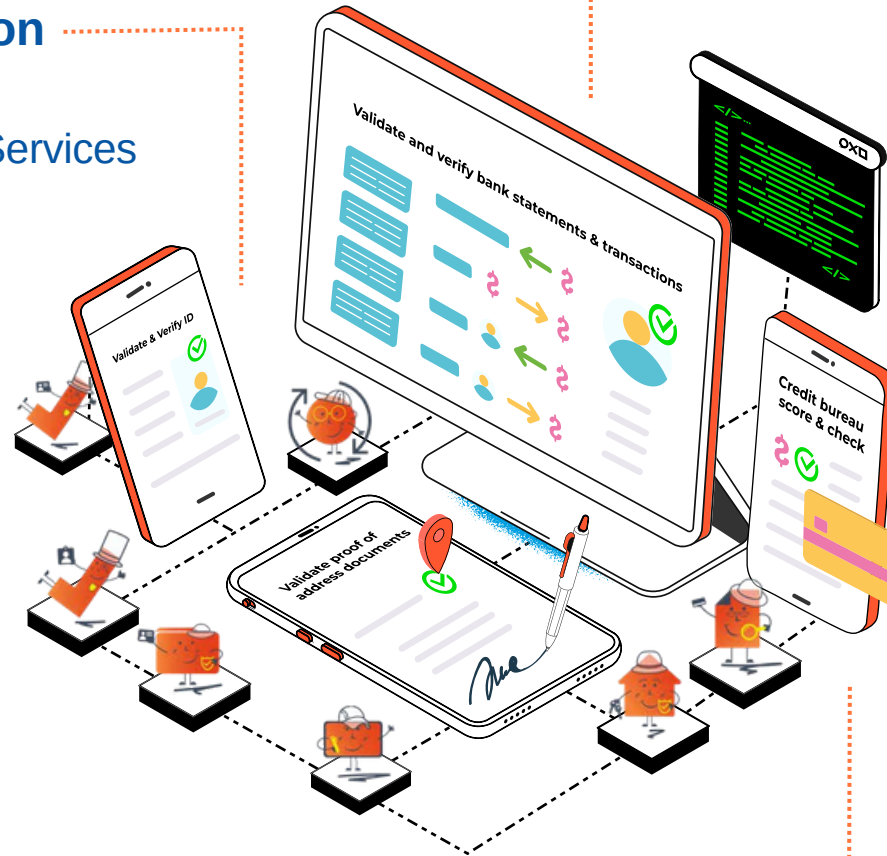 on
Services
Validate and verify bank statements & transactions
</>...
</>
Validate & Verify ID
Credit bureau
score & check
Validate proof of
address documents